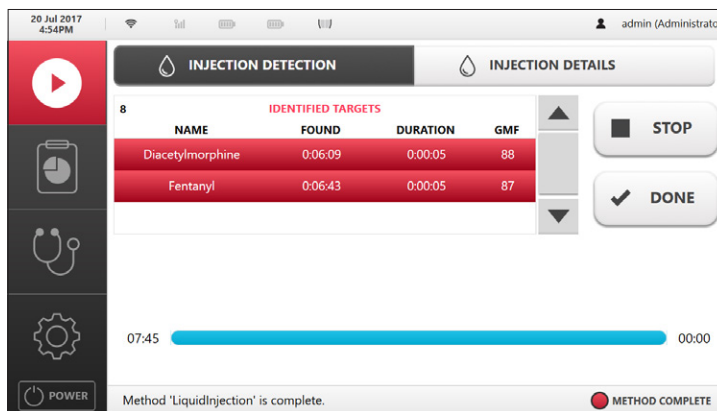 20 Jul 2017
4:54PM
admin (Administrato
INJECTION DETECTION
INJECTION DETAILS
8 IDENTIFIED TARGETS
NAME FOUND DURATION GMF
Diacetylmorphine 0:06:09 0:00:05 88
Fentanyl 0:06:43 0:00:05 87
STOP
DONE
07:45 00:00
POWER
Method 'LiquidInjection' is complete.
METHOD COMPLETE